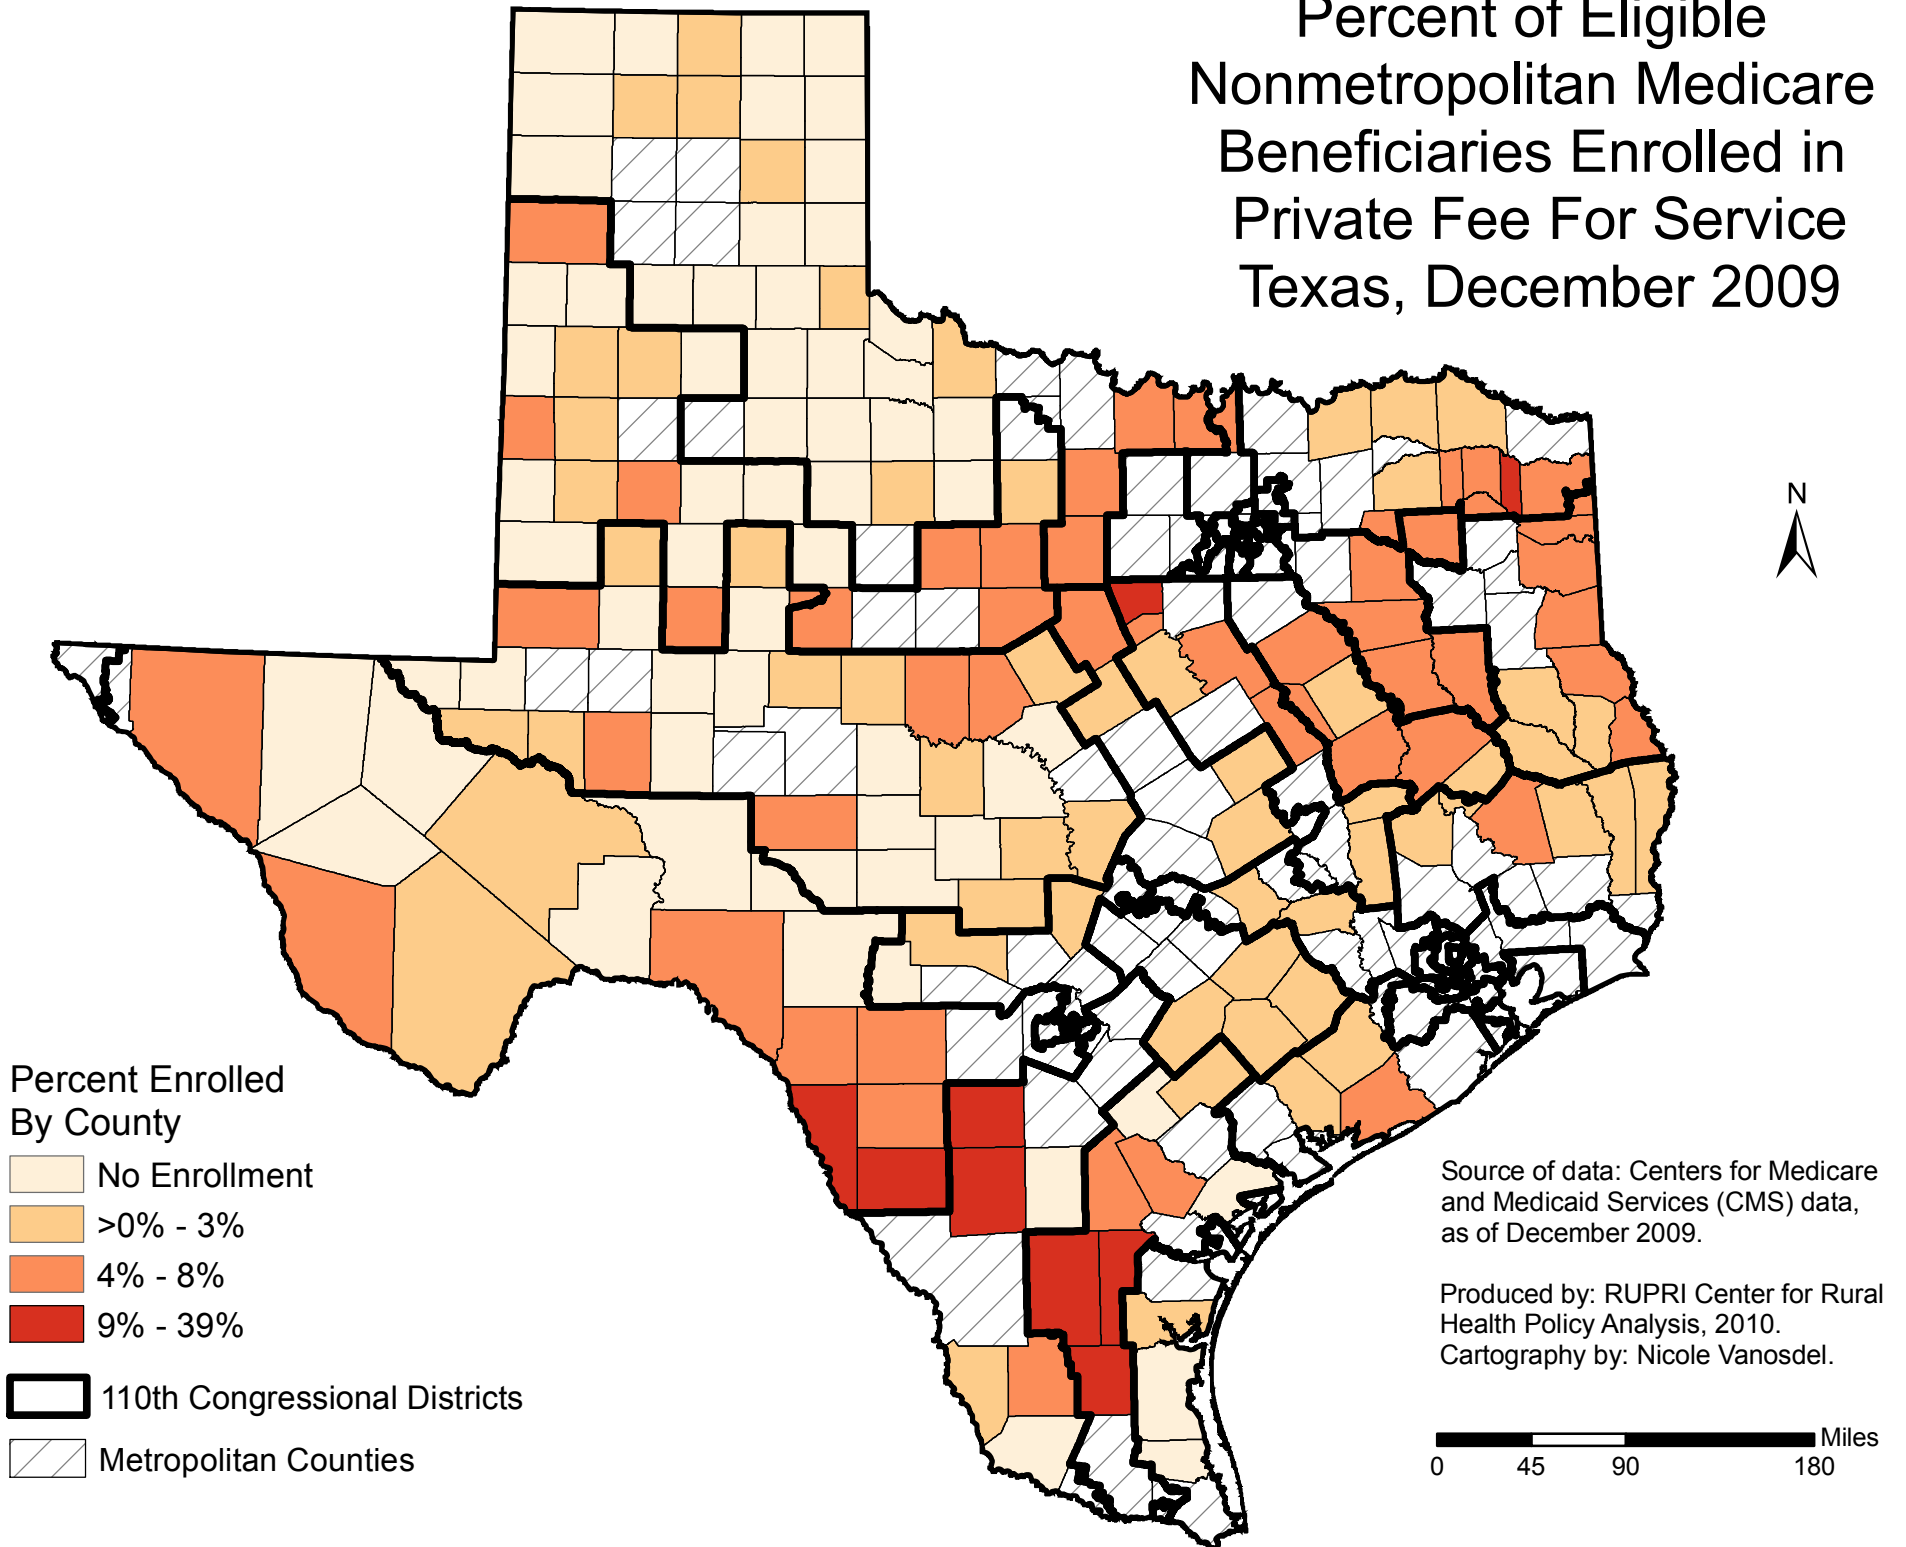 Percent of Eligible
Nonmetropolitan Medicare
Beneficiaries Enrolled in
Private Fee For Service
Texas, December 2009
N
Percent Enrolled
By County
No Enrollment
>0% - 3%
4% - 8%
9% - 39%
110th Congressional Districts
Metropolitan Counties
Source of data: Centers for Medicare
and Medicaid Services (CMS) data,
as of December 2009.
Produced by: RUPRI Center for Rural
Health Policy Analysis, 2010.
Cartography by: Nicole Vanosdel.
Miles
0 45 90 180